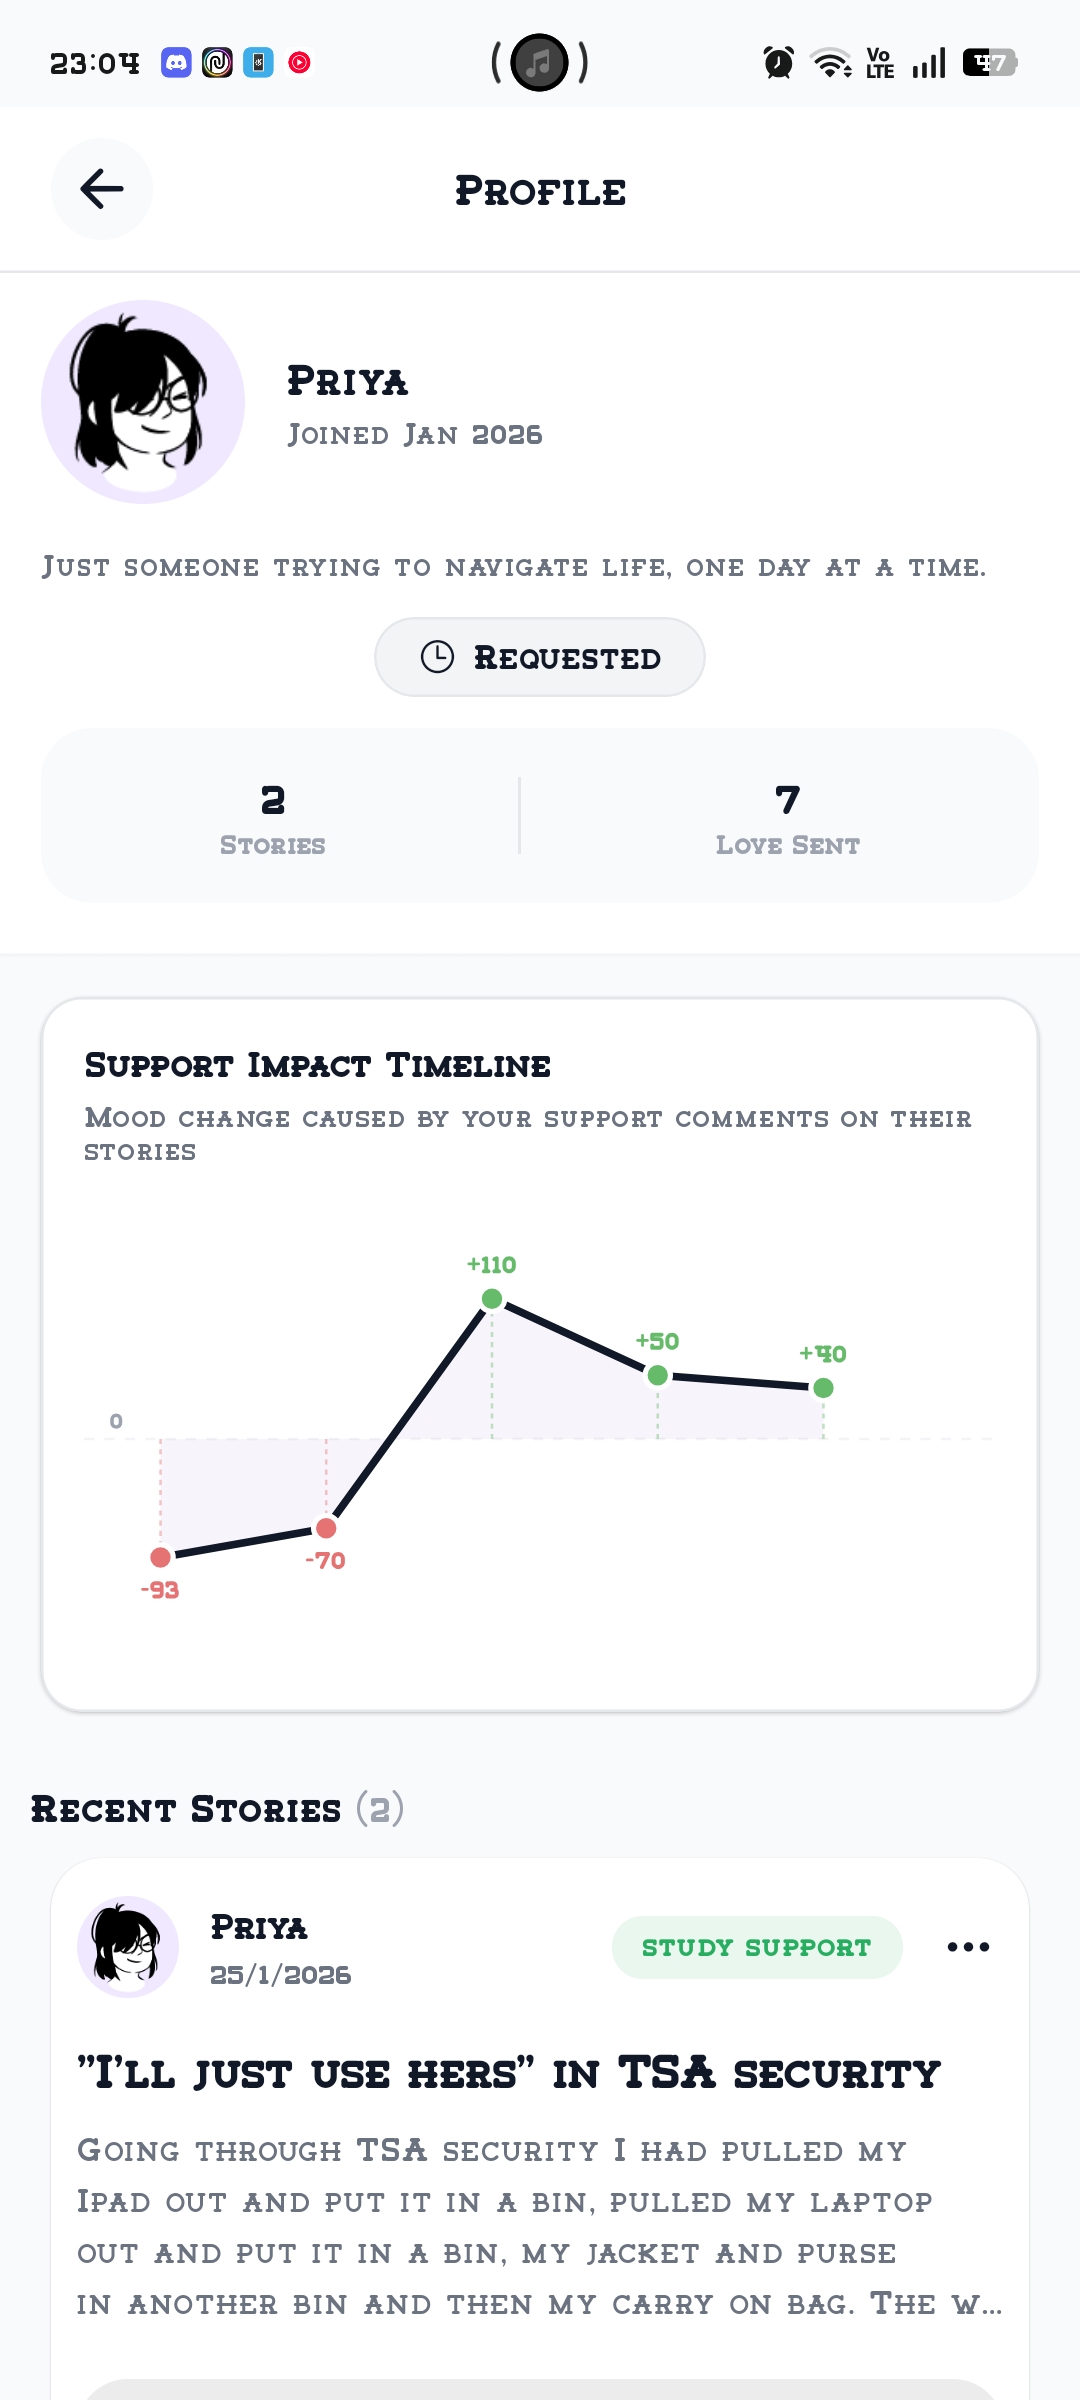 23:04
Vo LTE
47
Profile
Priya
Joined Jan 2026
Just someone trying to navigate life, one day at a time.
Requested
2
Stories
7
Love Sent
Support Impact Timeline
Mood change caused by your support comments on their
stories
+110
+50
+40
0
-70
-93
Recent Stories (2)
Priya
25/1/2026
STUDY SUPPORT
"I'll just use hers" in TSA security
Going through TSA security I had pulled my
Ipad out and put it in a bin, pulled my laptop
out and put it in a bin, my jacket and purse
in another bin and then my carry on bag. The w...